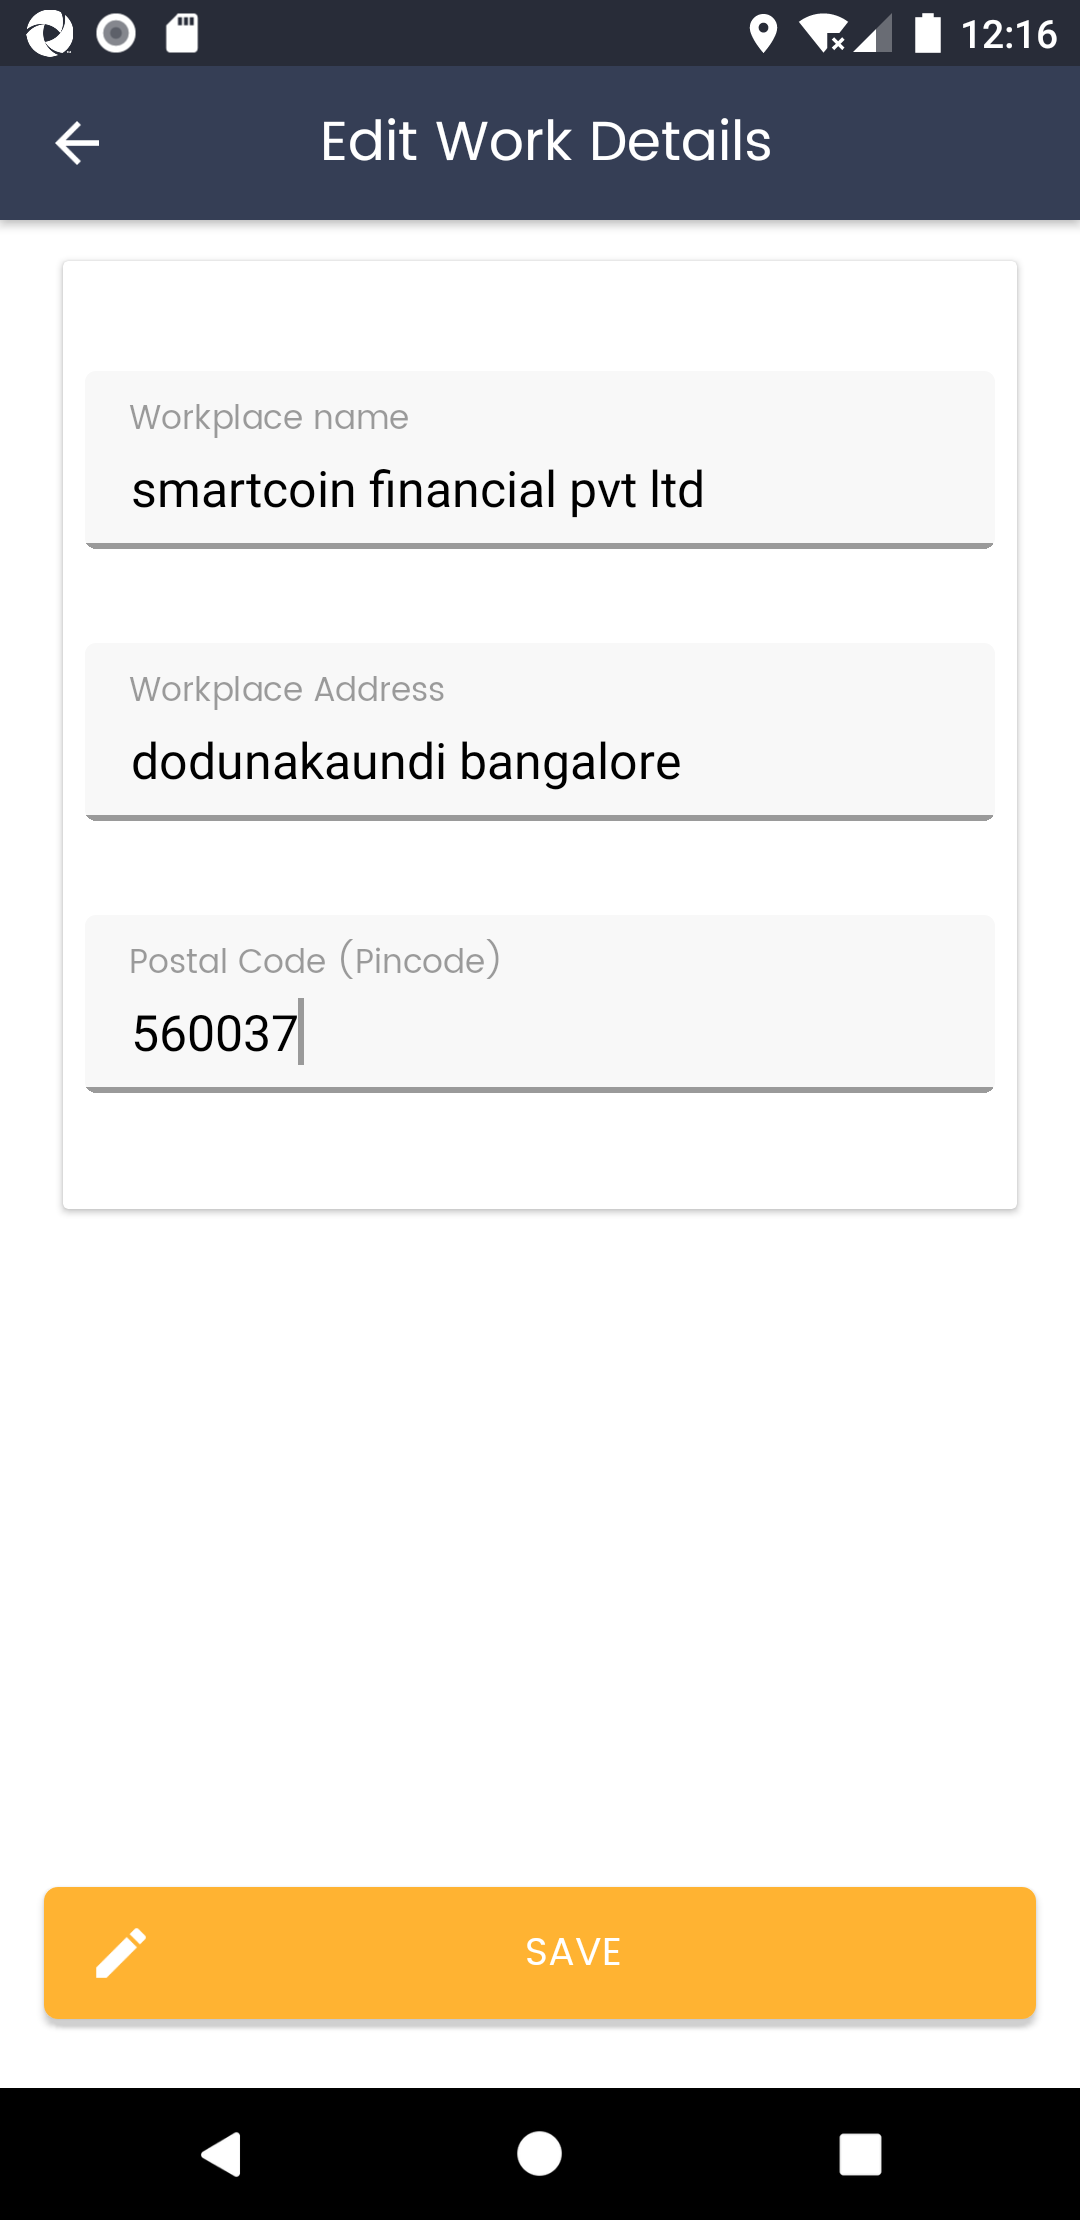 12:16
Edit Work Details
Workplace name
smartcoin financial pvt ltd
Workplace Address
dodunakaundi bangalore
Postal Code (Pincode)
560037
SAVE